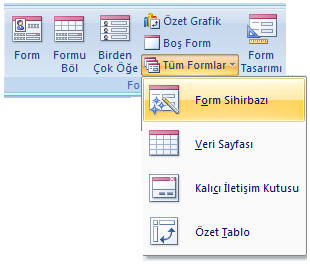 Form
Formu
Böl
Birden
Çok Öğe
Özet Grafik
Boş Form
Tüm Formlar
Form
Tasarımı
Fo
Form Sihirbazı
Veri Sayfası
Kalıcı İletişim Kutusu
Özet Tablo